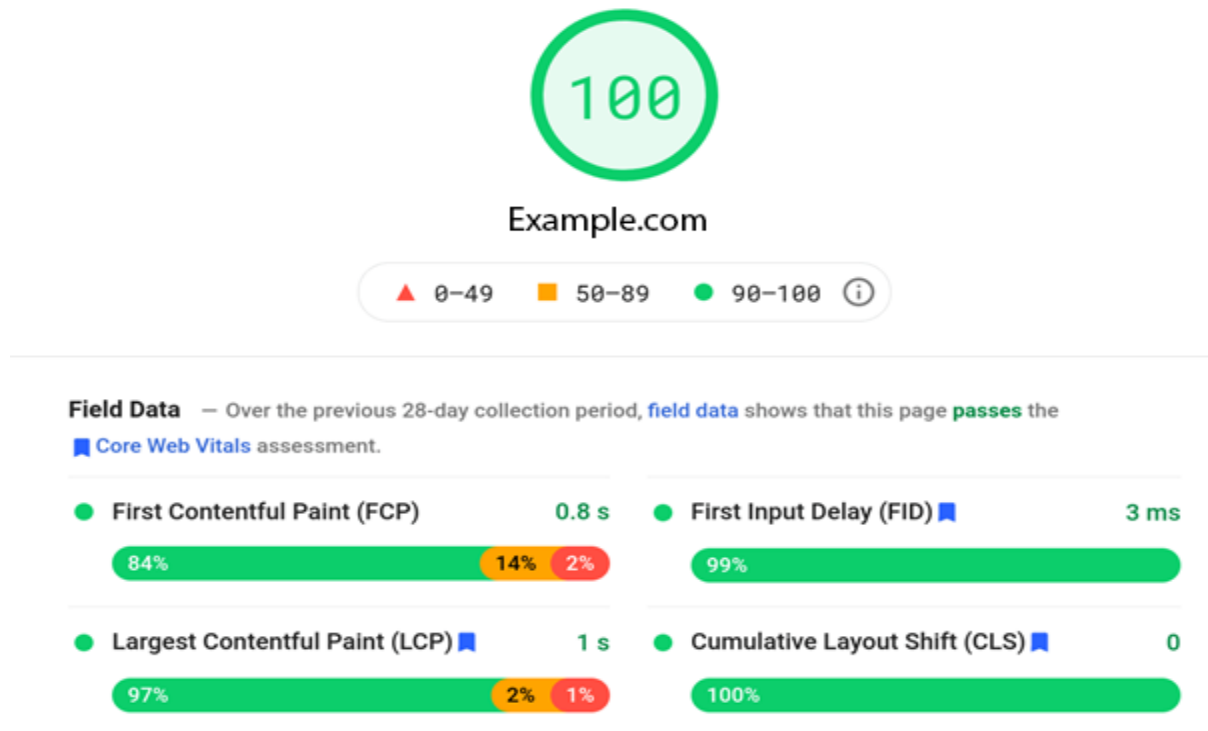 100
Example.com
0–49 50–89 90–100
Field Data — Over the previous 28-day collection period, field data shows that this page passes the
Core Web Vitals assessment.
First Contentful Paint (FCP) 0.8 s
84% 14% 2%
First Input Delay (FID) 3 ms
99%
Largest Contentful Paint (LCP) 1 s
97% 2% 1%
Cumulative Layout Shift (CLS) 0
100%